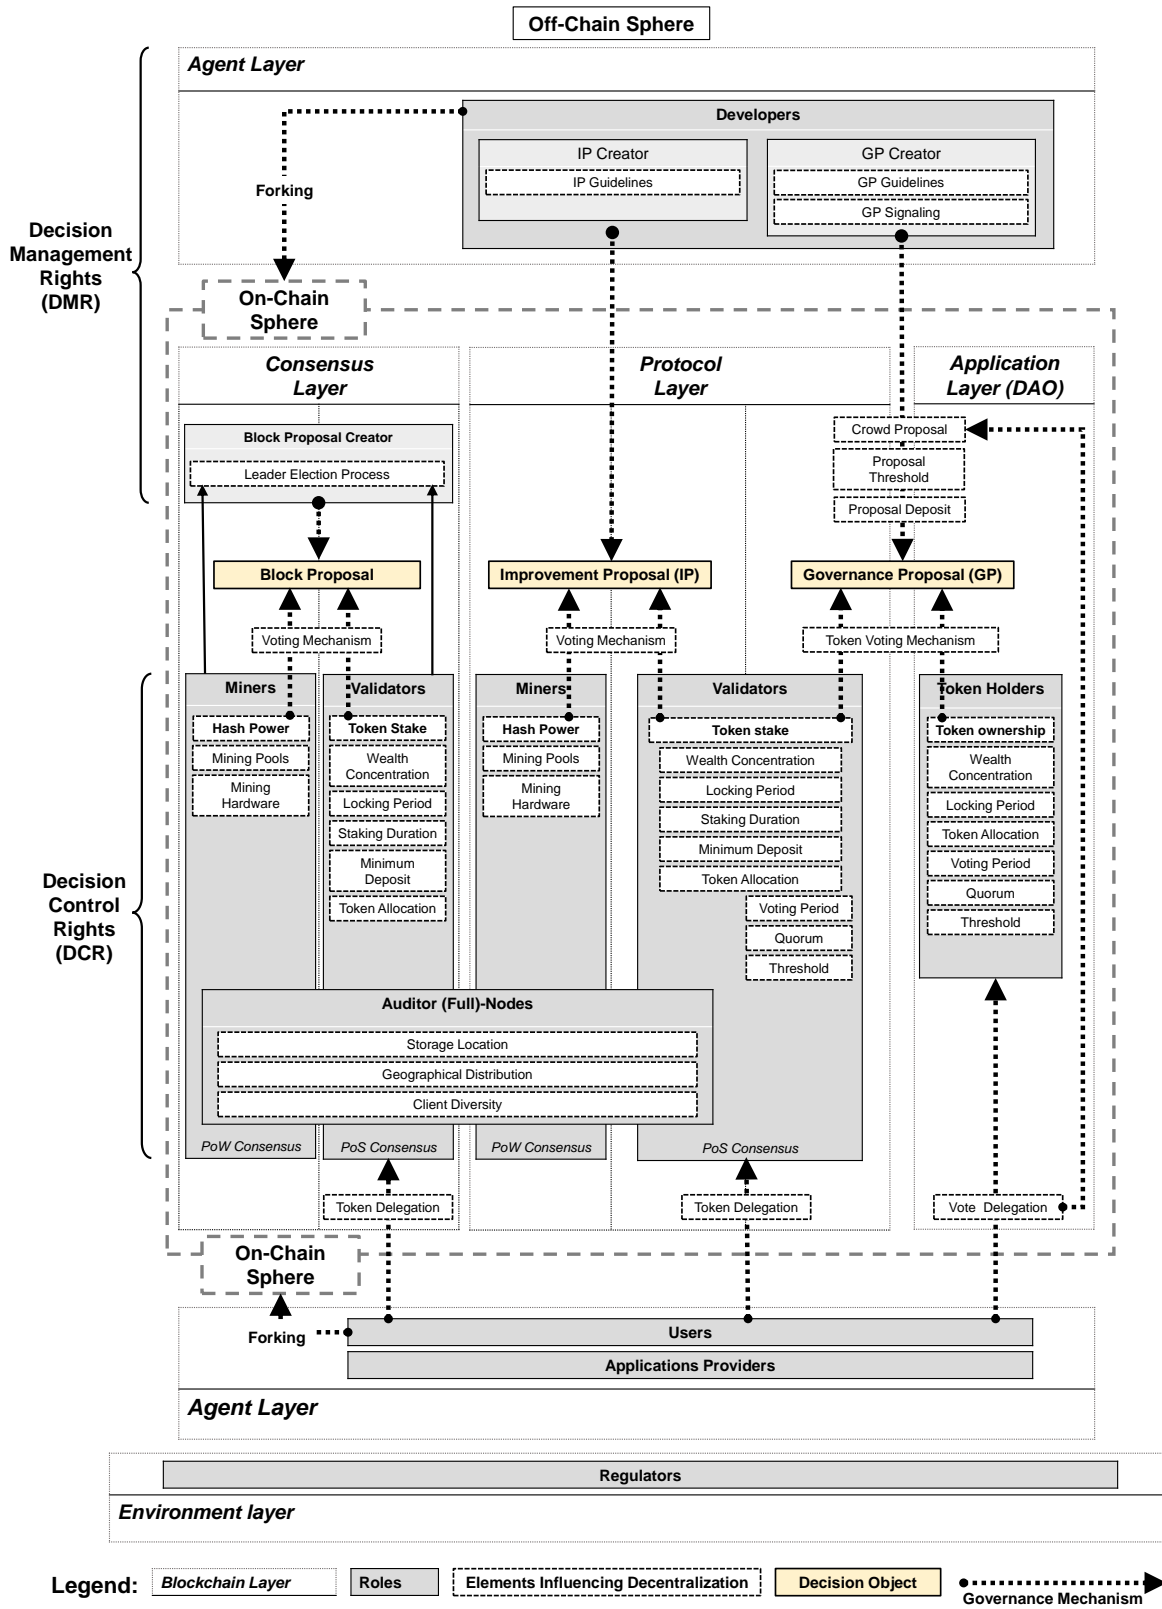 Off-Chain Sphere
Agent Layer
Developers
IP Creator
IP Guidelines
GP Creator
GP Guidelines
GP Signaling
Forking
Decision
Management
Rights
(DMR)
On-Chain
Sphere
Consensus
Layer
Protocol
Layer
Application
Layer (DAO)
Block Proposal Creator
Leader Election Process
Crowd Proposal
Proposal
Threshold
Proposal Deposit
Block Proposal
Improvement Proposal (IP)
Governance Proposal (GP)
Voting Mechanism
Voting Mechanism
Token Voting Mechanism
Decision
Control
Rights
(DCR)
Miners
Hash Power
Mining Pools
Mining
Hardware
PoW Consensus
Validators
Token Stake
Wealth
Concentration
Locking Period
Staking Duration
Minimum
Deposit
Token Allocation
PoS Consensus
Miners
Hash Power
Mining Pools
Mining
Hardware
PoW Consensus
Validators
Token stake
Wealth Concentration
Locking Period
Staking Duration
Minimum Deposit
Token Allocation
Voting Period
Quorum
Threshold
PoS Consensus
Token Holders
Token ownership
Wealth
Concentration
Locking Period
Token Allocation
Voting Period
Quorum
Threshold
Auditor (Full)-Nodes
Storage Location
Geographical Distribution
Client Diversity
Token Delegation
Token Delegation
Vote Delegation
On-Chain
Sphere
Forking
Users
Applications Providers
Agent Layer
Regulators
Environment layer
Legend:
Blockchain Layer
Roles
Elements Influencing Decentralization
Decision Object
Governance Mechanism